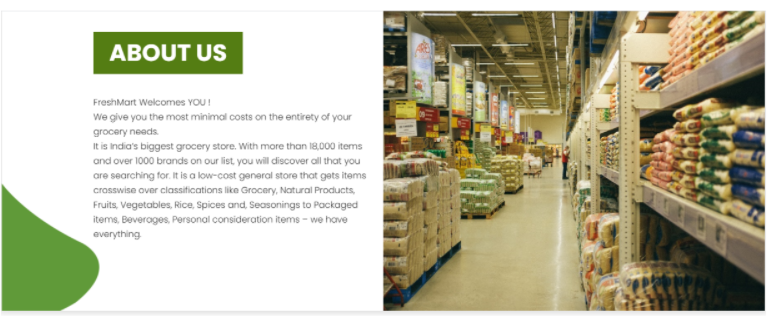 ABOUT US
FreshMart Welcomes YOU !
We give you the most minimal costs on the entirety of your
grocery needs.
It is India's biggest grocery store. With more than 18,000 items
and over 1000 brands on our list, you will discover all that you
are searching for. It is a low-cost general store that gets items
crosswise over classifications like Grocery, Natural Products,
Fruits, Vegetables, Rice, Spices and, Seasonings to Packaged
items, Beverages, Personal consideration items – we have
everything.